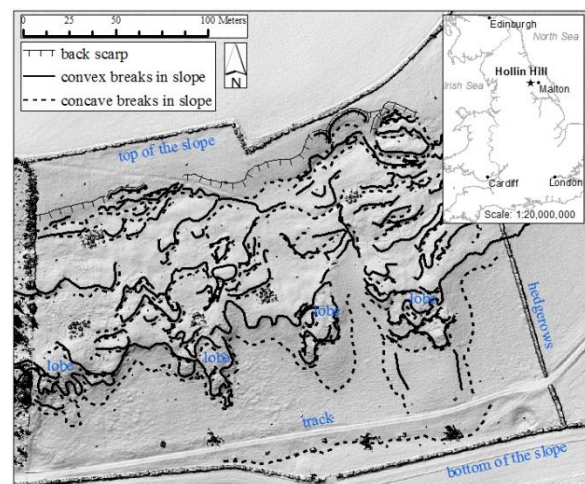 0 25 50 100 Meters
back scarp
convex breaks in slope
concave breaks in slope
N
Edinburgh
North Sea
Hollin Hill
Malton
Irish Sea
Cardiff
London
Scale: 1:20,000,000
top of the slope
hedgerows
lobe
lobe
lobe
lobe
track
bottom of the slope